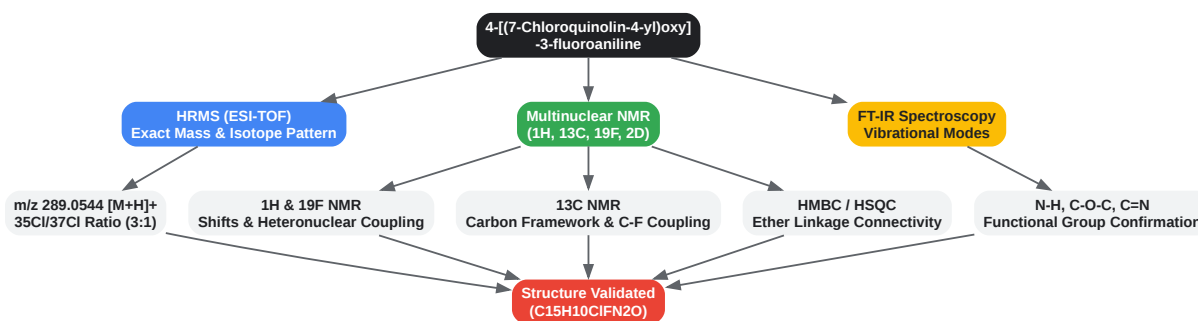 4-[(7-Chloroquinolin-4-yl)oxy]
-3-fluoroaniline
HRMS (ESI-TOF)
Exact Mass & Isotope Pattern
Multinuclear NMR
(1H, 13C, 19F, 2D)
FT-IR Spectroscopy
Vibrational Modes
m/z 289.0544 [M+H]+
35Cl/37Cl Ratio (3:1)
1H & 19F NMR
Shifts & Heteronuclear Coupling
13C NMR
Carbon Framework & C-F Coupling
HMBC / HSQC
Ether Linkage Connectivity
N-H, C-O-C, C=N
Functional Group Confirmation
Structure Validated
(C15H10ClFN2O)